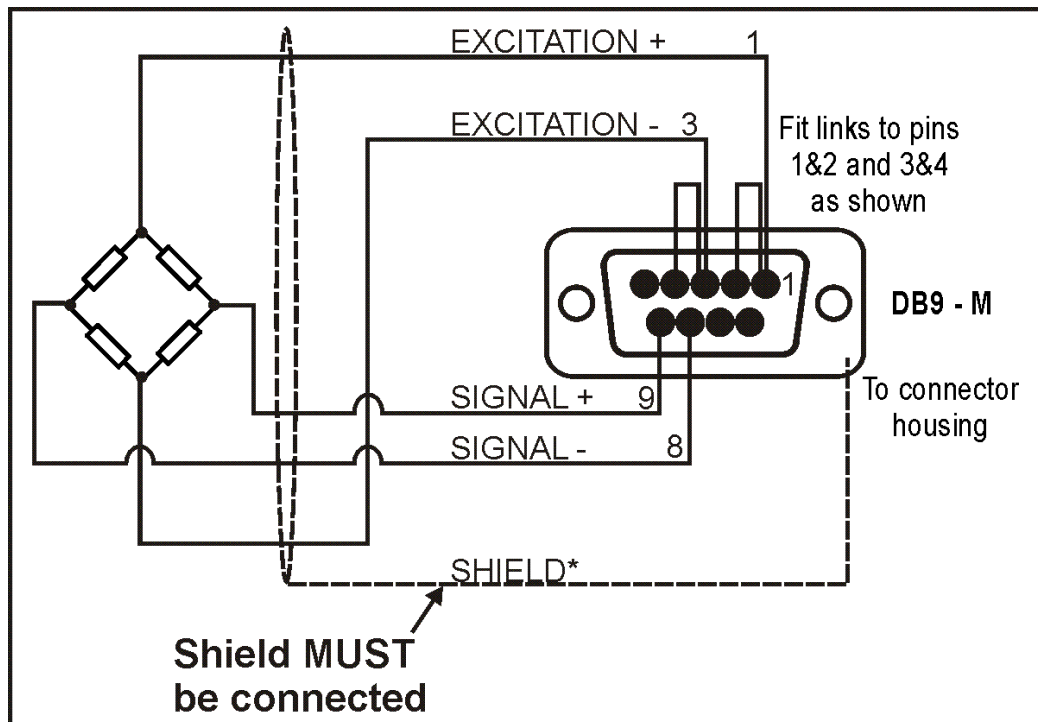 EXCITATION + 1
EXCITATION - 3
Fit links to pins
1&2 and 3&4
as shown
1
DB9 - M
To connector
housing
SIGNAL + 9
SIGNAL - 8
SHIELD*
Shield MUST
be connected